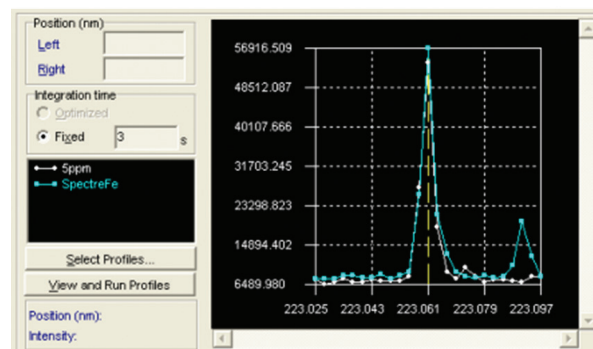 Position (nm)
Left
Right
Integration time
Optimized
Fixed 3 s
5ppm
SpectreFe
Select Profiles...
View and Run Profiles
Position (nm):
Intensity:
56916.509
48512.087
40107.666
31703.245
23298.823
14894.402
6489.980
223.025 223.043 223.061 223.079 223.097